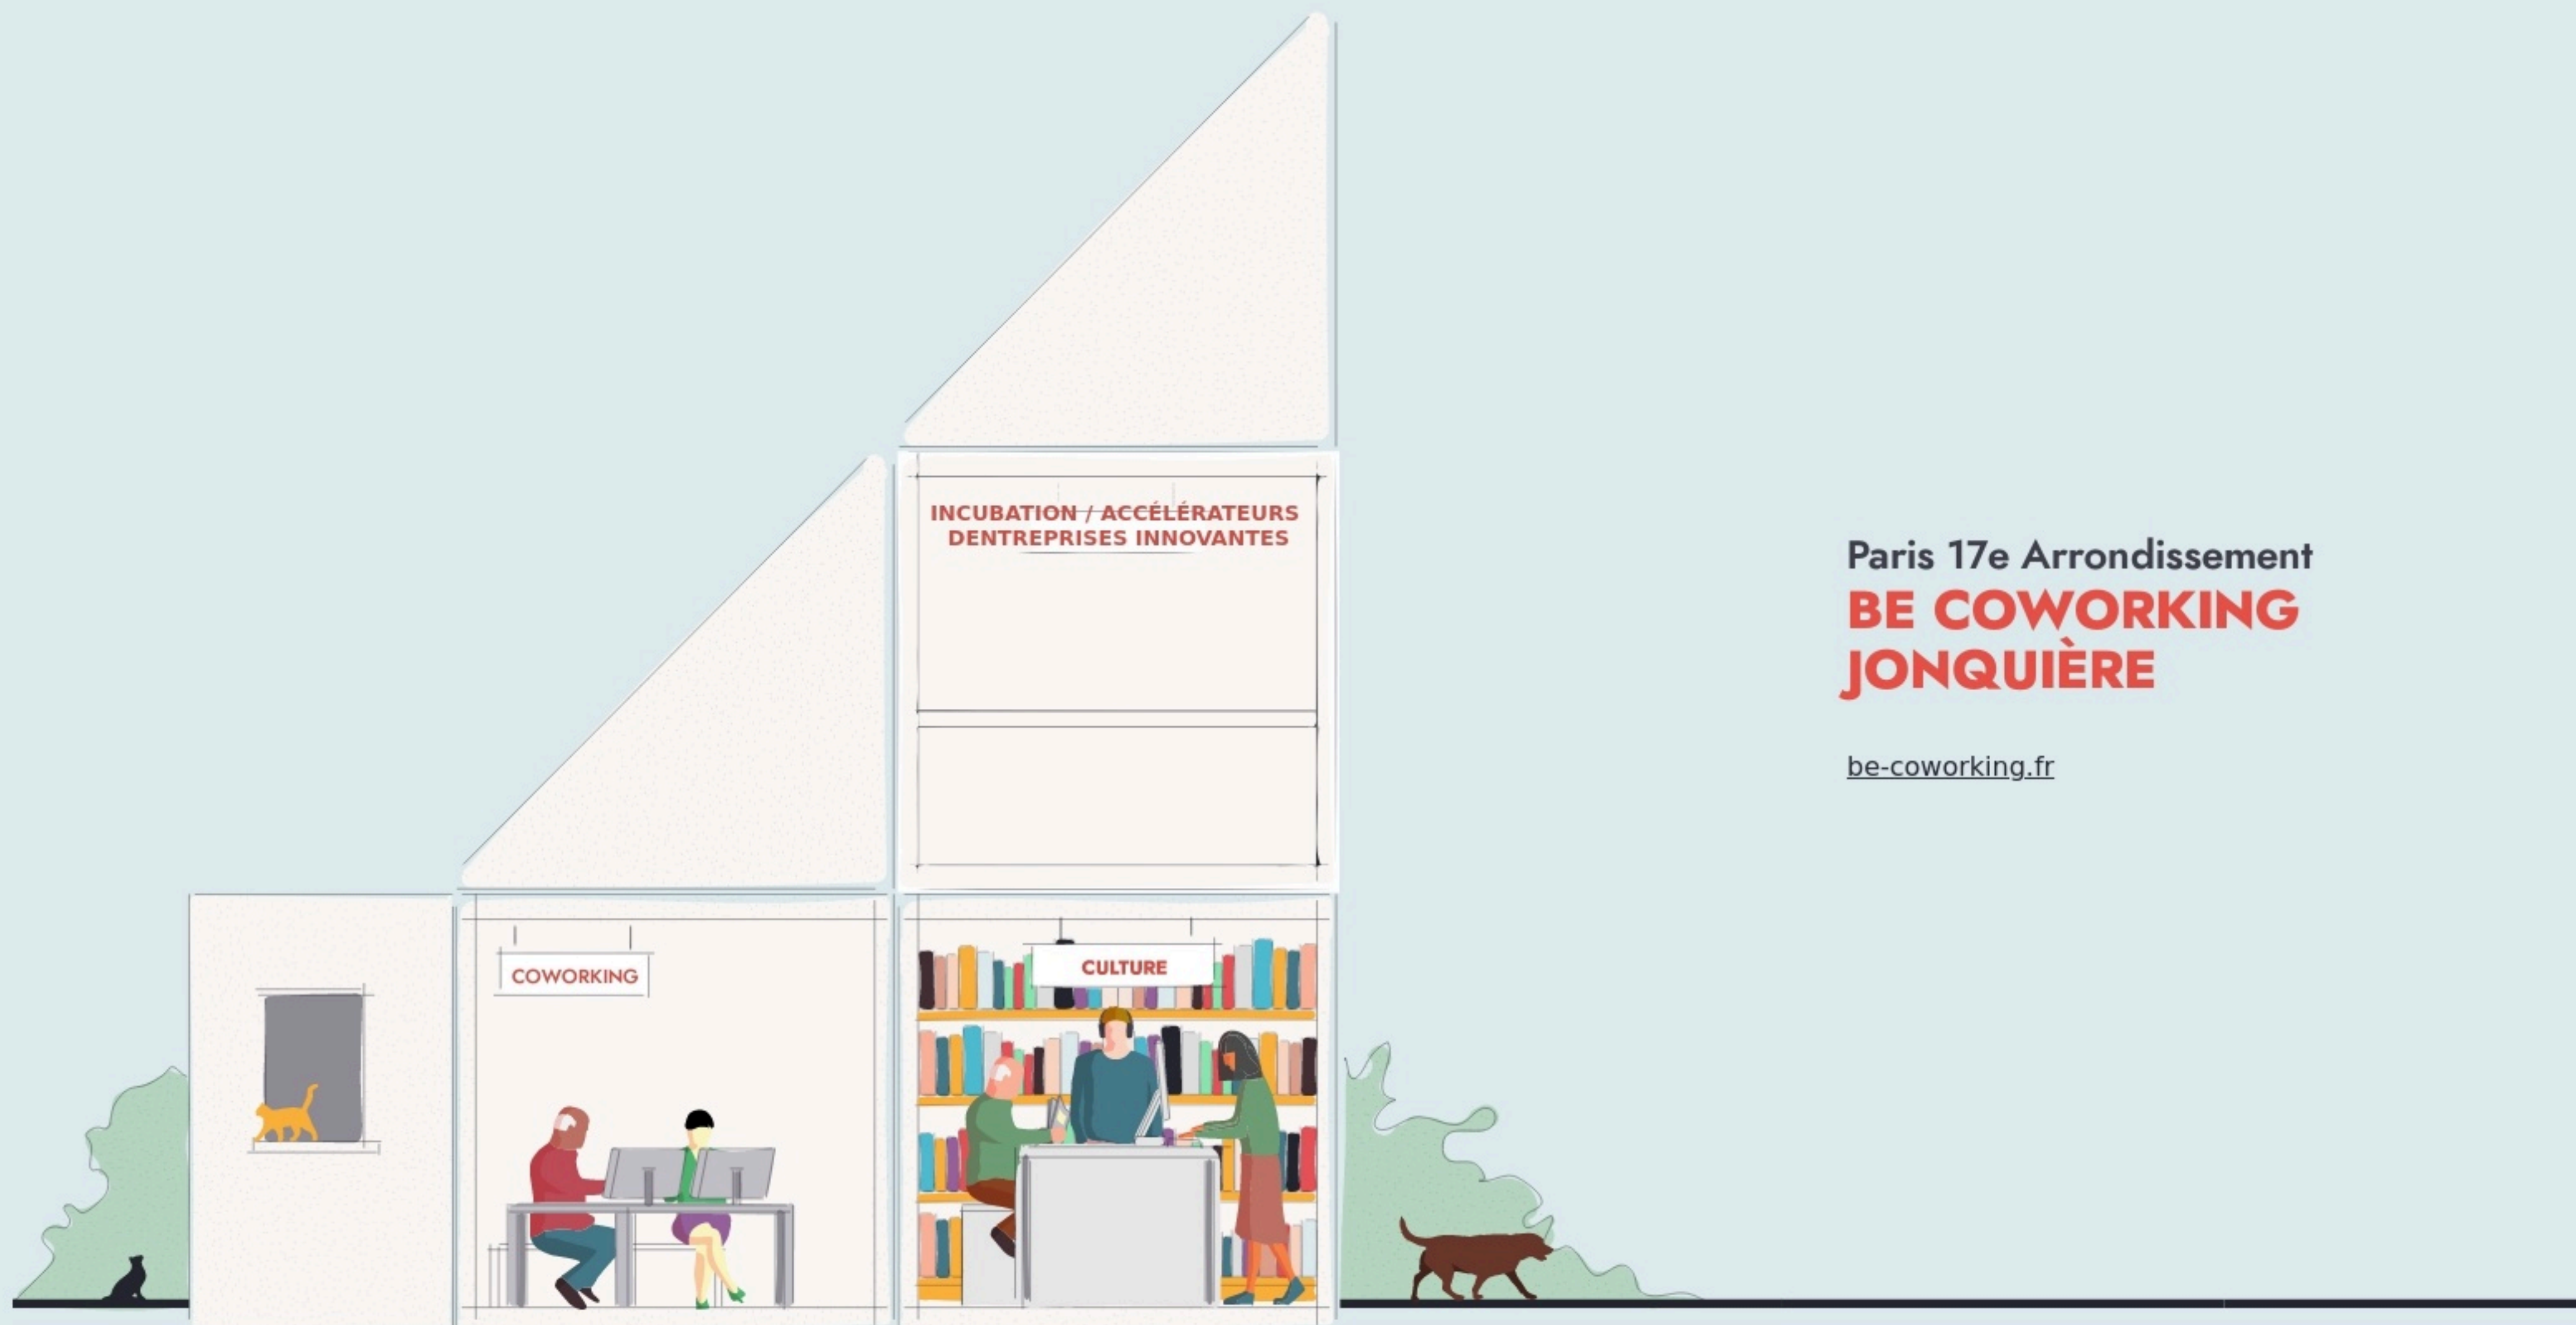 INCUBATION / ACCÉLÉRATEURS
DENTREPRISES INNOVANTES
COWORKING
CULTURE
Paris 17e Arrondissement
BE COWORKING
JONQUIÈRE
be-coworking.fr